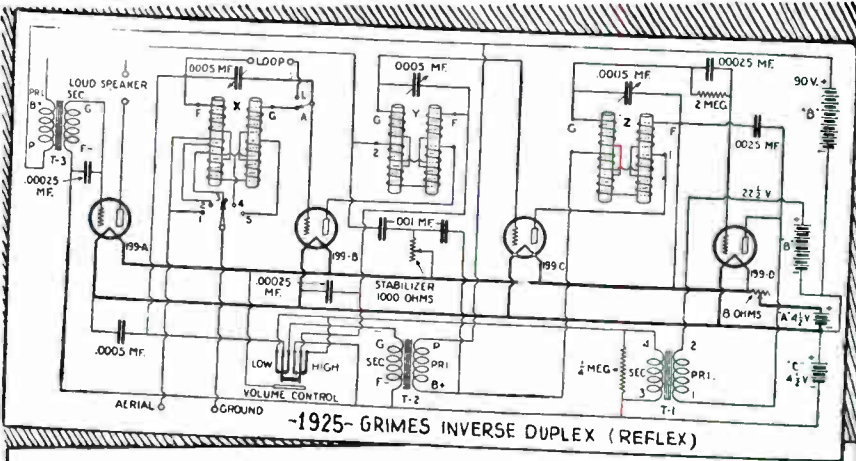 LOUD SPEAKER
PRI.
B+
P
SEC.
G
F-
T-3
.00025
MF.
199-A
.0005 MF.
AERIAL
GROUND
.0005 MF.
LOOP
L
A
F
X
G
1
2
3
4
5
199-B
.00025
MF.
LOW
HIGH
VOLUME CONTROL
.0005 MF.
G
Y
F
2
.001 MF.
STABILIZER
1000 OHMS
G
SEC
F-
P
PRI
B+
T-2
199 C
.0005 MF.
G
Z
F
1
.00025 MF.
2 MEG.
.0025
MF.
22½ V
199-D
8 OHMS
¼ MEG
4
SEC
3
2
PRI.
1
T-1
90 V.
+
"B"
-
+
"B"
-
+
"A" 4½ V
-
+
"C"
4½ V
-
-1925- GRIMES INVERSE DUPLEX (REFLEX)